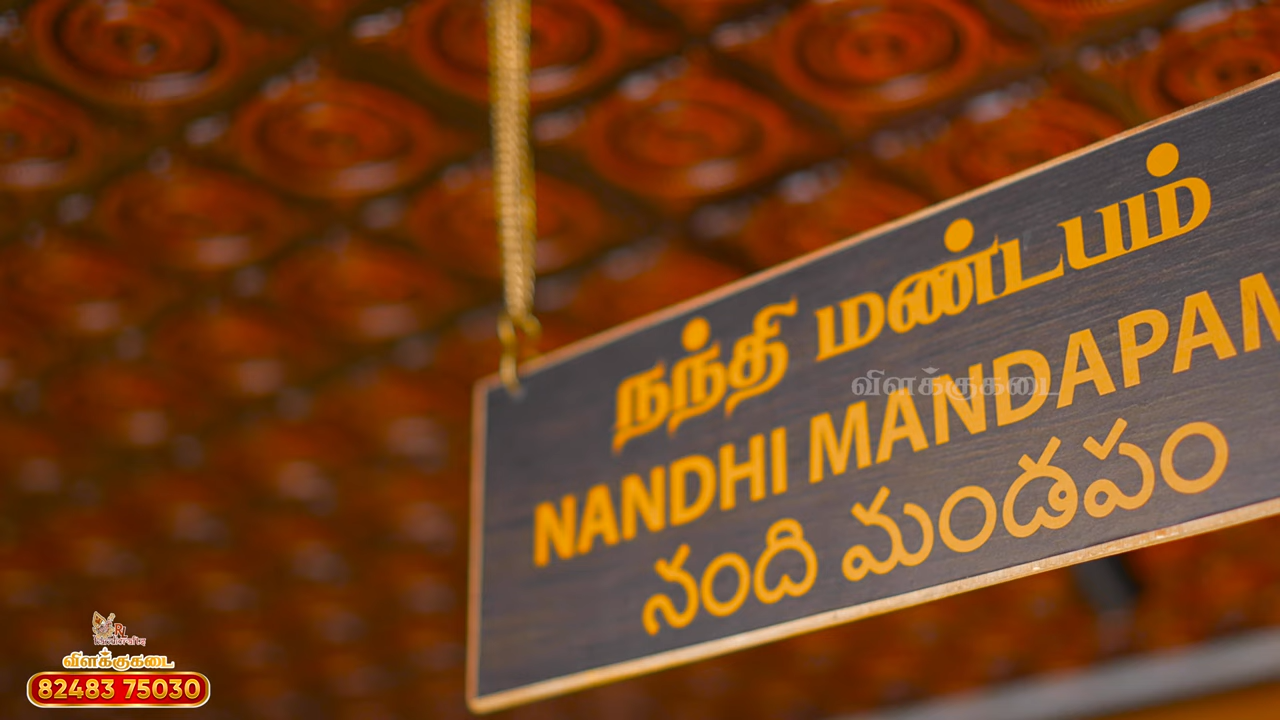 நந்தி மண்டபம்
NANDHI MANDAPAM
నంది మండపం
விளக்குகடை
விளக்குகடை
82483 75030